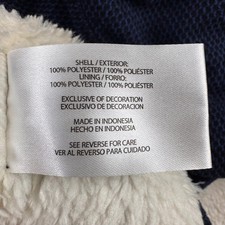 SHELL / EXTERIOR:
100% POLYESTER / 100% POLIÉSTER
LINING / FORRO:
100% POLYESTER / 100% POLIÉSTER
EXCLUSIVE OF DECORATION
EXCLUSIVO DE DECORACIÓN
MADE IN INDONESIA
HECHO EN INDONESIA
SEE REVERSE FOR CARE
VER AL REVERSO PARA CUIDADO